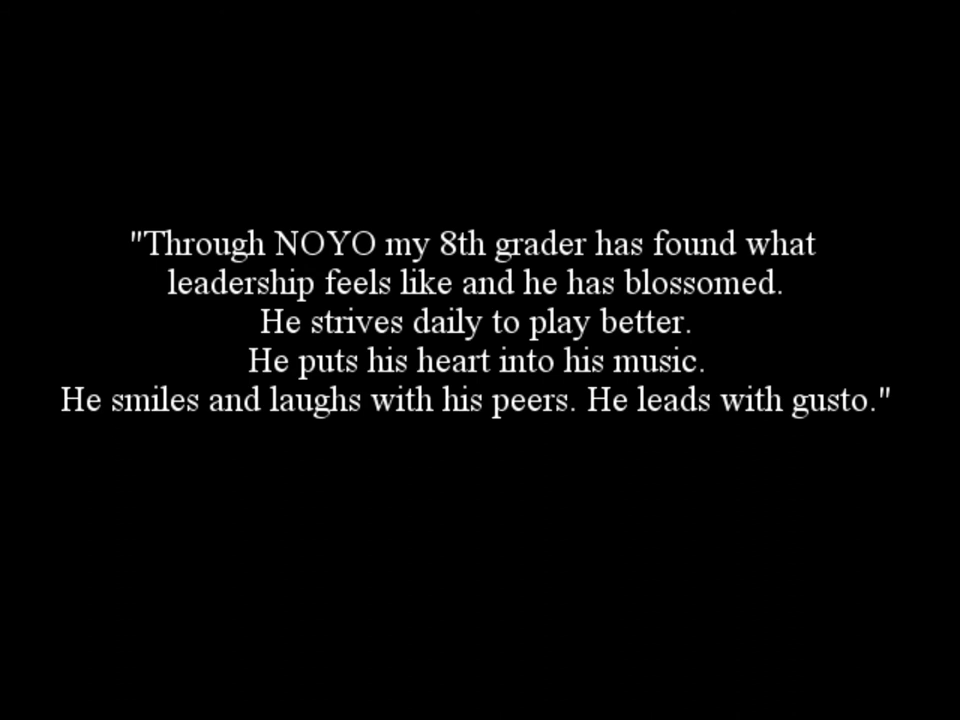 "Through NOYO my 8th grader has found what
leadership feels like and he has blossomed.
He strives daily to play better.
He puts his heart into his music.
He smiles and laughs with his peers. He leads with gusto."